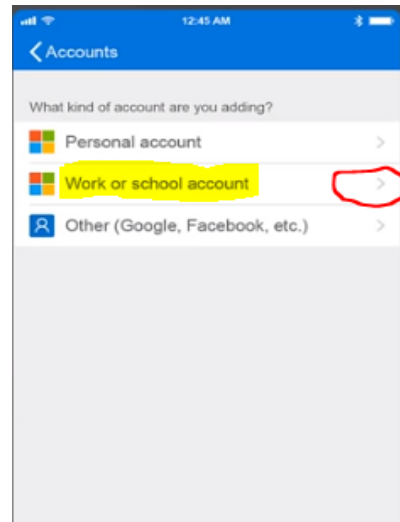 12:45 AM
Accounts
What kind of account are you adding?
Personal account
Work or school account
Other (Google, Facebook, etc.)